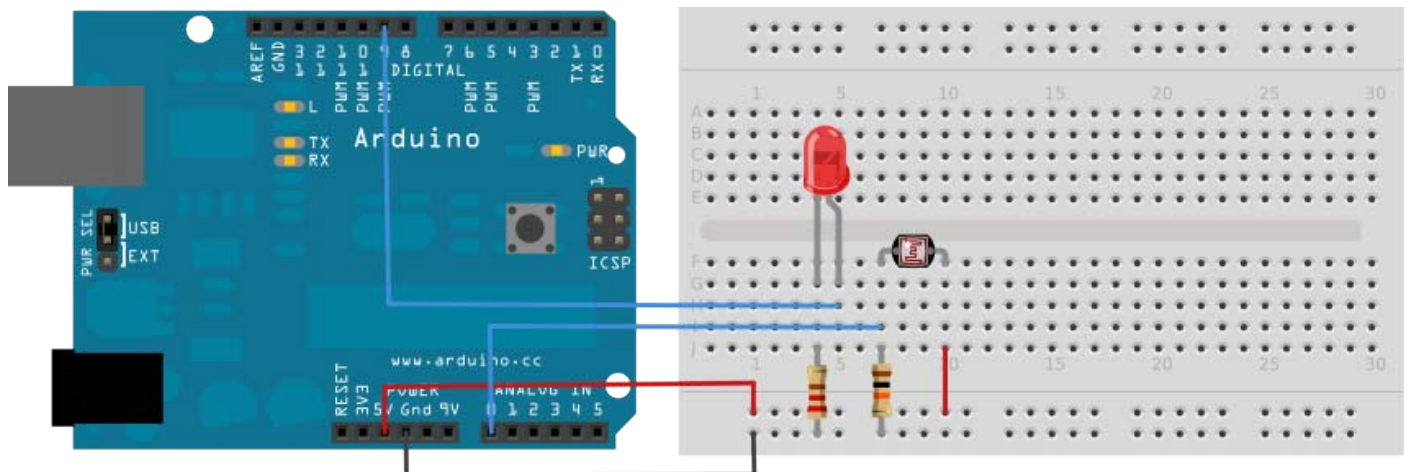 AREF
GND
13
12
PWM 11
PWM 10
PWM 9
8
7
PWM 6
PWM 5
4
PWM 3
2
TX 1
RX 0
DIGITAL
L
TX
RX
Arduino
PWR
1
ICSP
PWR SEL
USB
EXT
www.arduino.cc
POWER
ANALOG IN
RESET
3V3
5V Gnd 9V
0 1 2 3 4 5
1 5 10 15 20 25 30
A
B
C
D
E
F
G
H
J
1 5 10 15 20 25 30